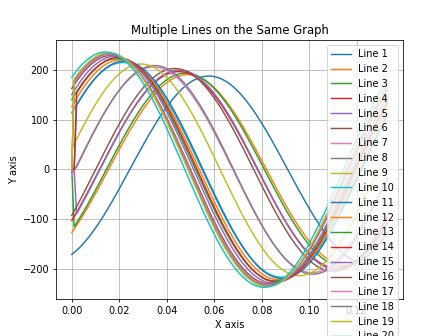 Multiple Lines on the Same Graph
Y axis
200
100
0
−100
−200
0.00
0.02
0.04
0.06
0.08
0.10
X axis
Line 1
Line 2
Line 3
Line 4
Line 5
Line 6
Line 7
Line 8
Line 9
Line 10
Line 11
Line 12
Line 13
Line 14
Line 15
Line 16
Line 17
Line 18
Line 19
Line 20